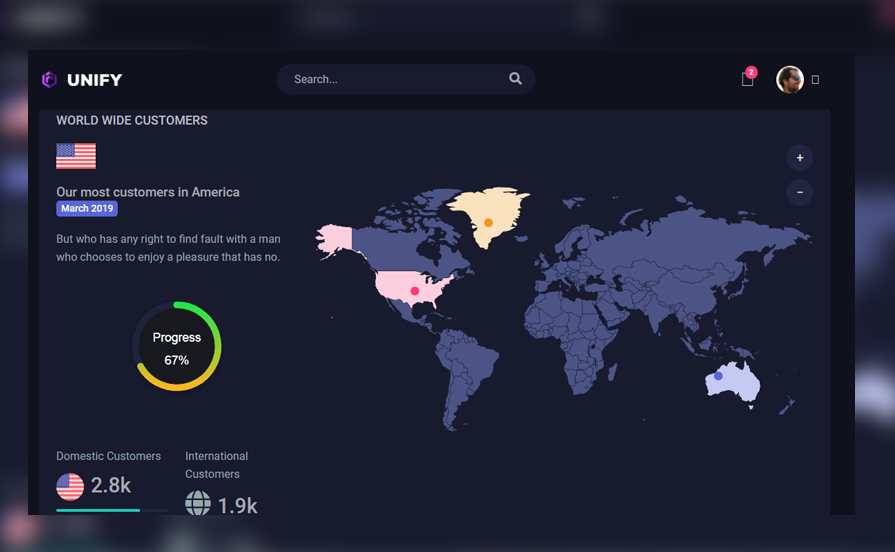 UNIFY
Search...
2
WORLD WIDE CUSTOMERS
Our most customers in America
March 2019
But who has any right to find fault with a man
who chooses to enjoy a pleasure that has no.
+
−
Progress
67%
Domestic Customers
2.8k
International
Customers
1.9k